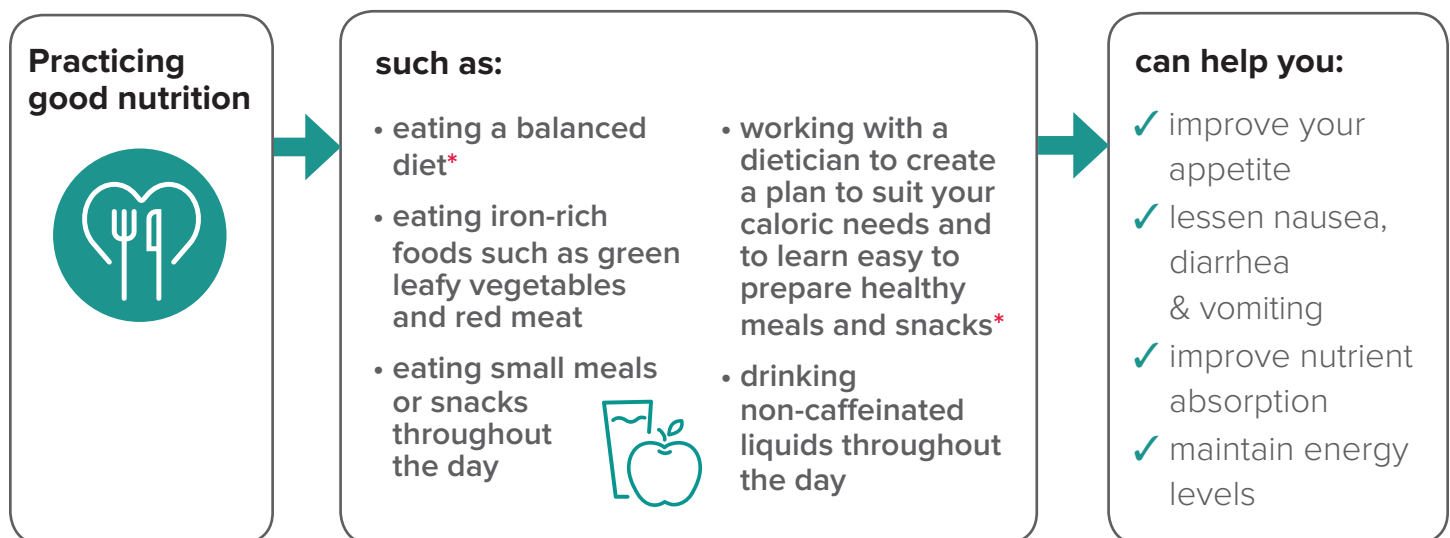 Practicing
good nutrition
such as:
• eating a balanced
diet*
• eating iron-rich
foods such as green
leafy vegetables
and red meat
• eating small meals
or snacks
throughout
the day
• working with a
dietician to create
a plan to suit your
caloric needs and
to learn easy to
prepare healthy
meals and snacks*
• drinking
non-caffeinated
liquids throughout
the day
can help you:
✓ improve your
appetite
✓ lessen nausea,
diarrhea
& vomiting
✓ improve nutrient
absorption
✓ maintain energy
levels